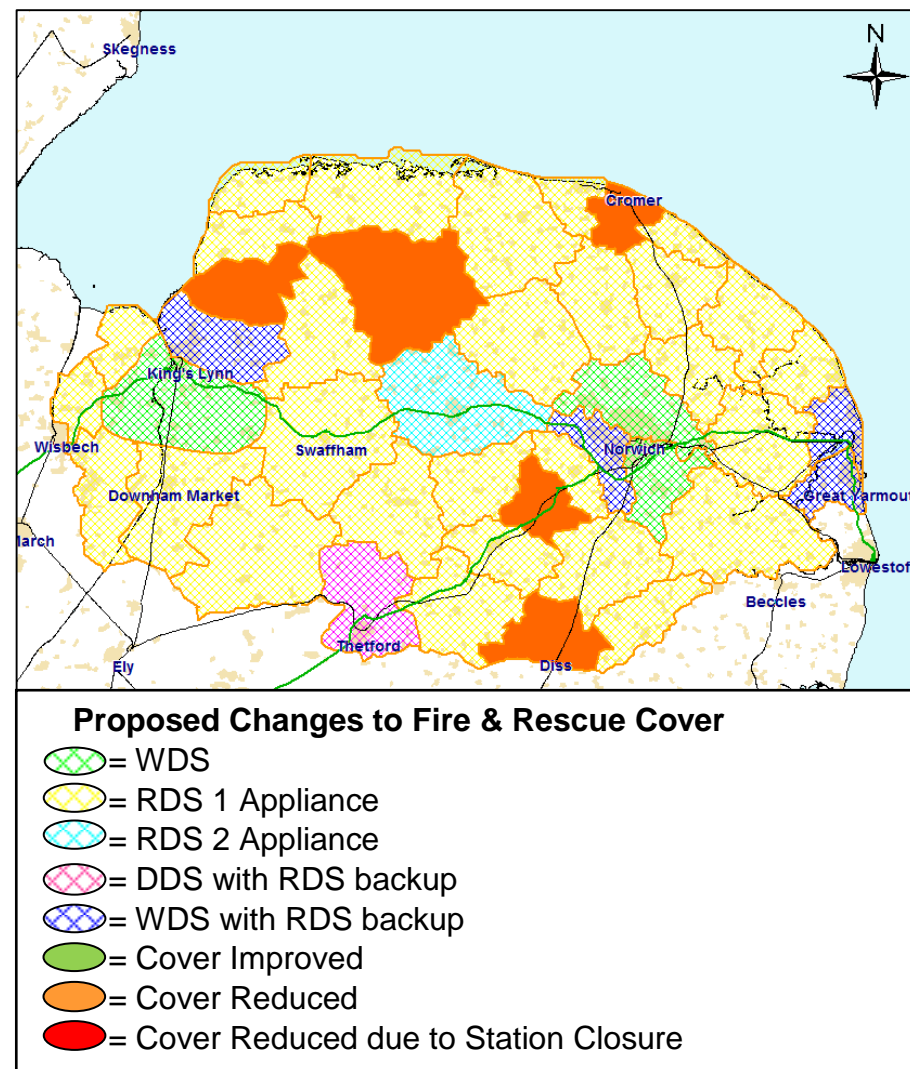 Skegness
N
Cromer
King's Lynn
Wisbech
Swaffham
Norwich
Downham Market
Great Yarmout
March
Lowestof
Beccles
Thetford
Ely
Diss
Proposed Changes to Fire & Rescue Cover
= WDS
= RDS 1 Appliance
= RDS 2 Appliance
= DDS with RDS backup
= WDS with RDS backup
= Cover Improved
= Cover Reduced
= Cover Reduced due to Station Closure